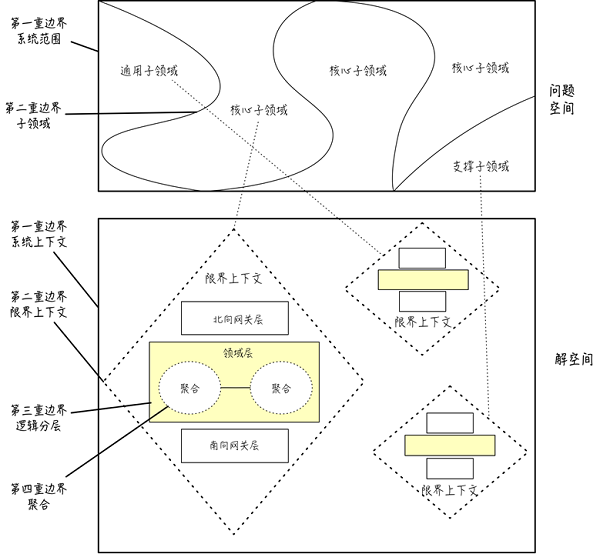 第一重边界
系统范围
通用子领域
核心子领域
核心子领域
问题
空间
第二重边界
子领域
核心子领域
支撑子领域
第一重边界
系统上下文
限界上下文
第二重边界
限界上下文
北向网关层
限界上下文
领域层
解空间
聚合
聚合
第三重边界
逻辑分层
南向网关层
第四重边界
聚合
限界上下文